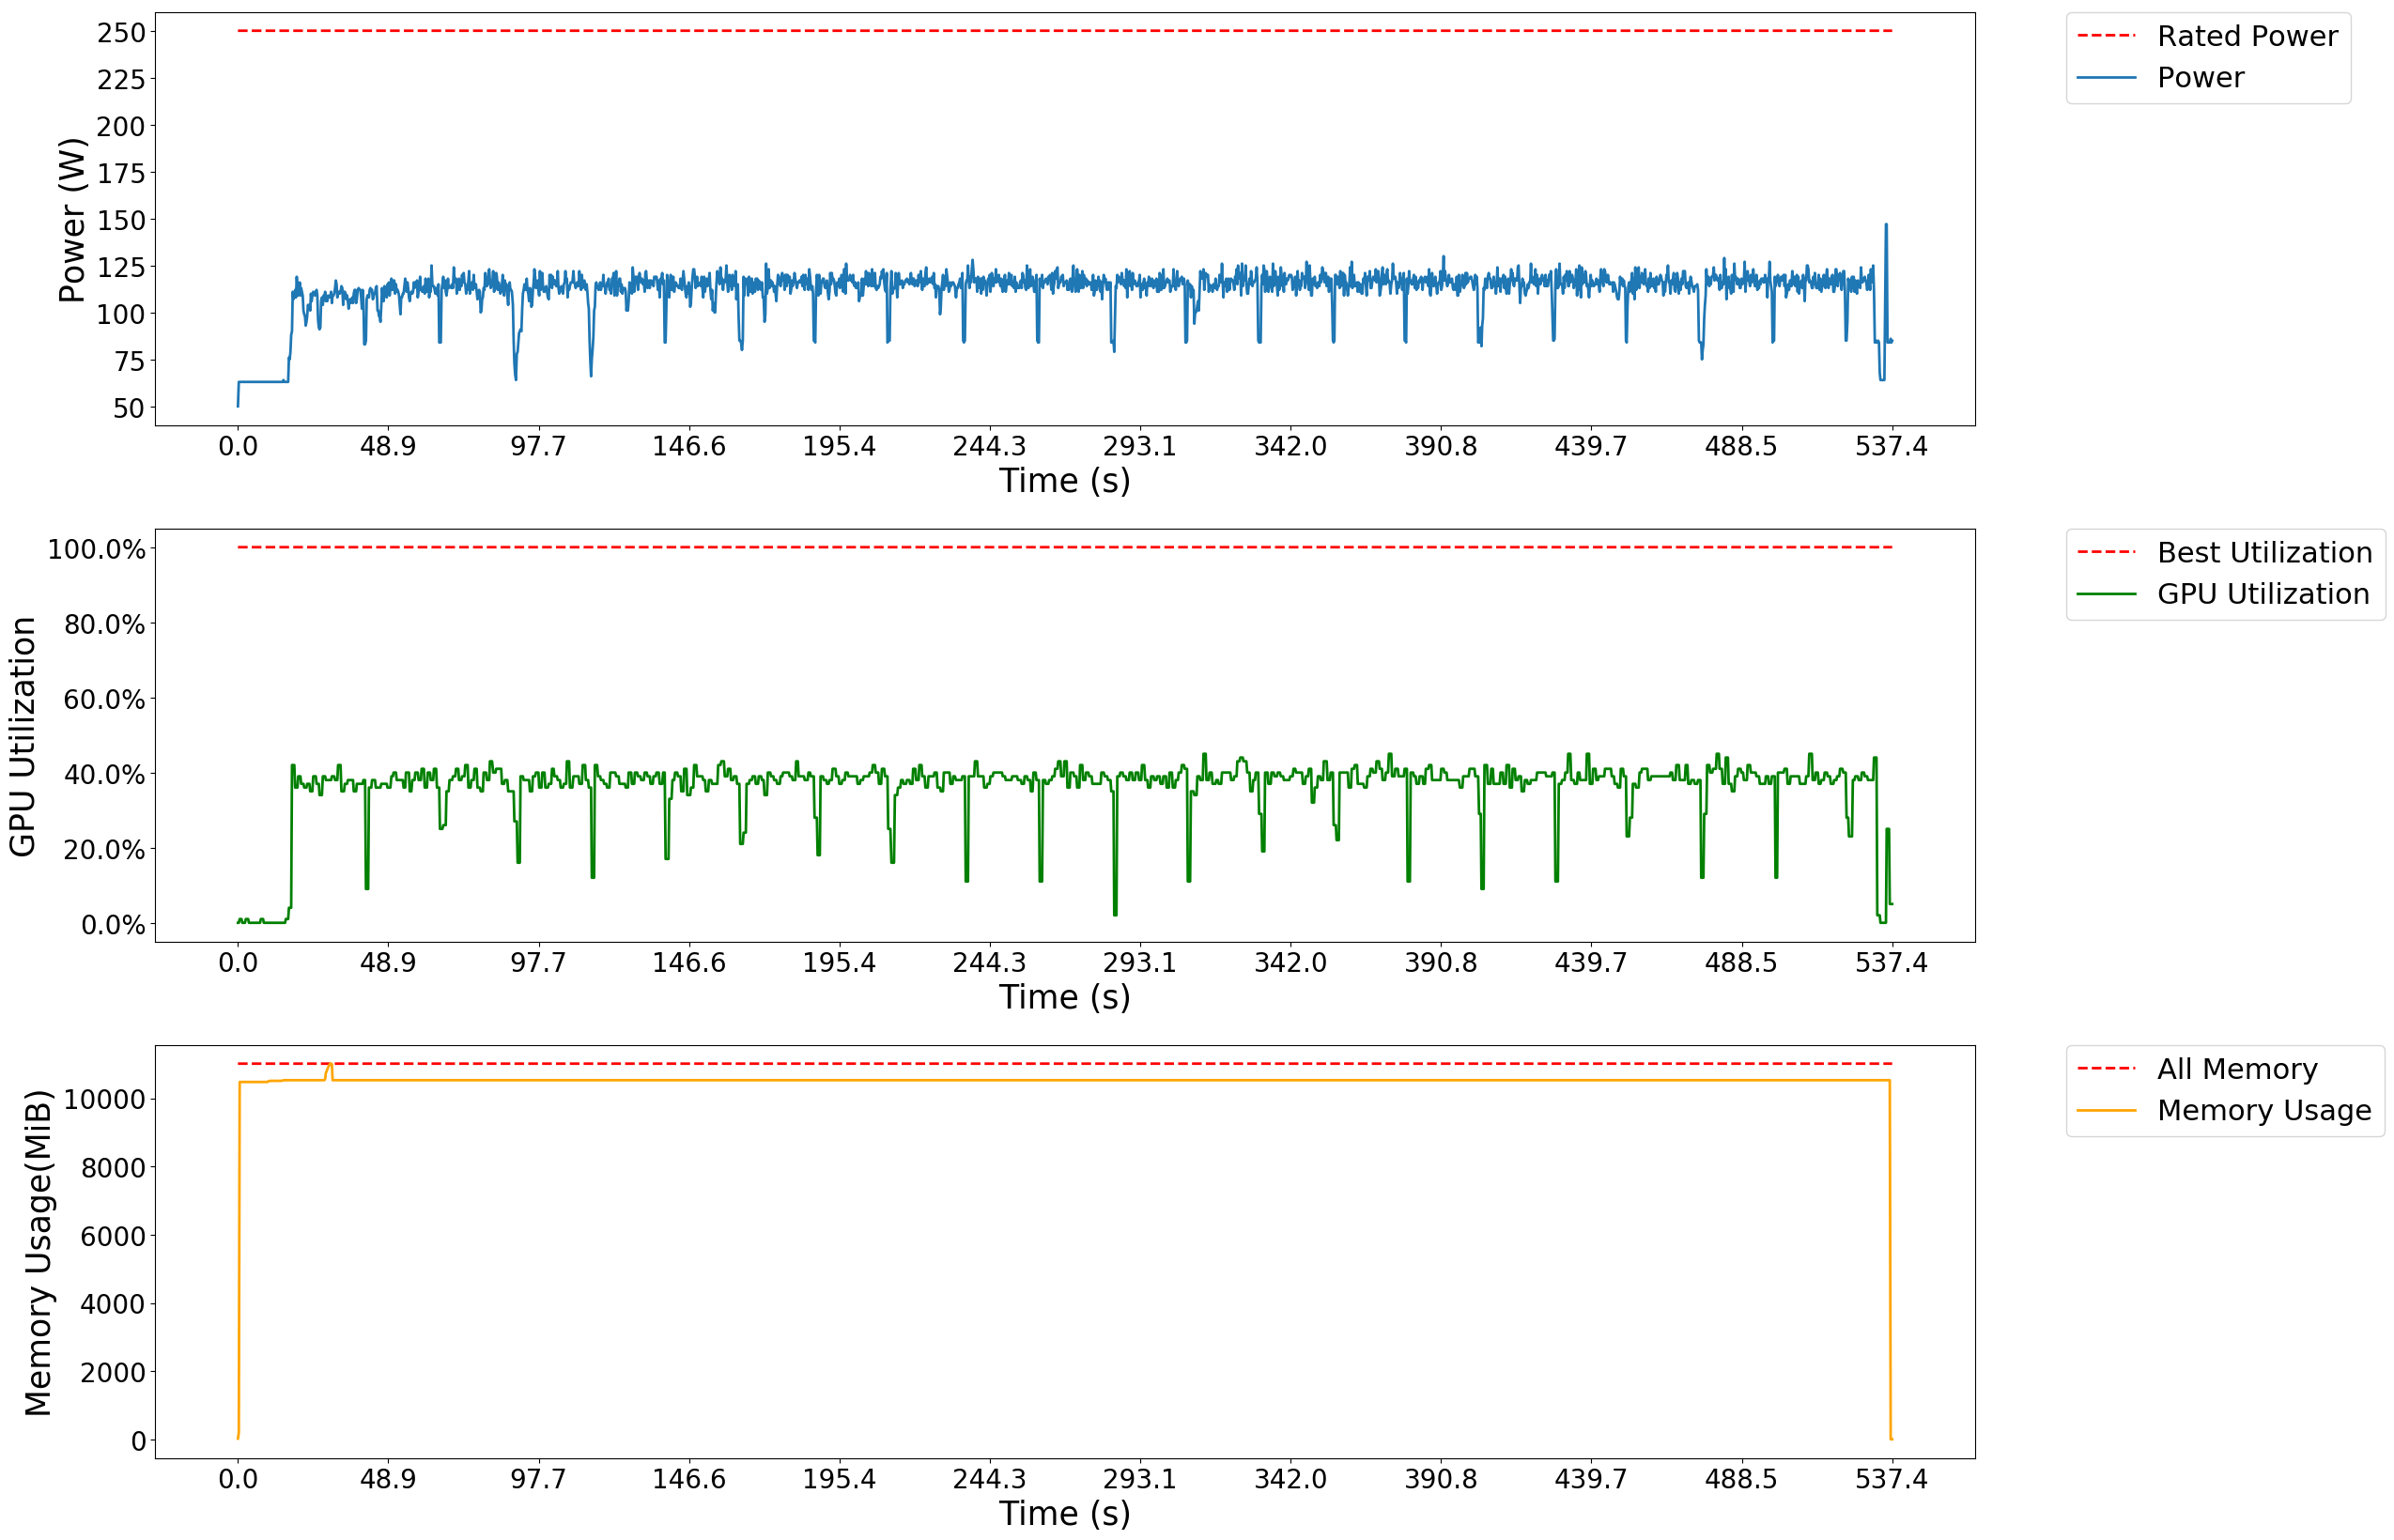 250
225
200
175
150
125
100
75
50
Power (W)
0.0 48.9 97.7 146.6 195.4 244.3 293.1 342.0 390.8 439.7 488.5 537.4
Time (s)
Rated Power
Power
100.0%
80.0%
60.0%
40.0%
20.0%
0.0%
GPU Utilization
0.0 48.9 97.7 146.6 195.4 244.3 293.1 342.0 390.8 439.7 488.5 537.4
Time (s)
Best Utilization
GPU Utilization
10000
8000
6000
4000
2000
0
Memory Usage(MiB)
0.0 48.9 97.7 146.6 195.4 244.3 293.1 342.0 390.8 439.7 488.5 537.4
Time (s)
All Memory
Memory Usage